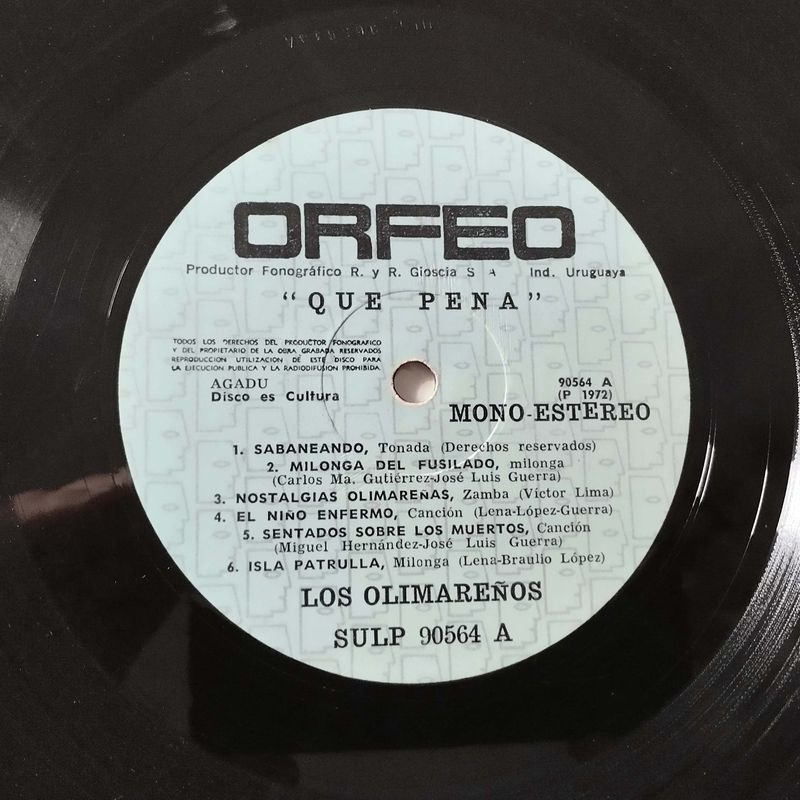 ORFEO
Productor Fonográfico R. y R. Gioscia S A Ind. Uruguaya
"QUE PENA"
TODOS LOS DERECHOS DEL PRODUCTOR FONOGRAFICO
Y DEL PROPIETARIO DE LA OBRA GRABADA RESERVADOS
REPRODUCCION UTILIZACION DE ESTE DISCO PARA
LA EJECUCION PUBLICA Y LA RADIODIFUSION PROHIBIDA.
AGADU
Disco es Cultura
90564 A
(P 1972)
MONO-ESTEREO
1. SABANEANDO, Tonada (Derechos reservados)
2. MILONGA DEL FUSILADO, milonga
(Carlos Ma. Gutiérrez-José Luis Guerra)
3. NOSTALGIAS OLIMAREÑAS, Zamba (Víctor Lima)
4. EL NIÑO ENFERMO, Canción (Lena-López-Guerra)
5. SENTADOS SOBRE LOS MUERTOS, Canción
(Miguel Hernández-José Luis Guerra)
6. ISLA PATRULLA, Milonga (Lena-Braulio López)
LOS OLIMAREÑOS
SULP 90564 A